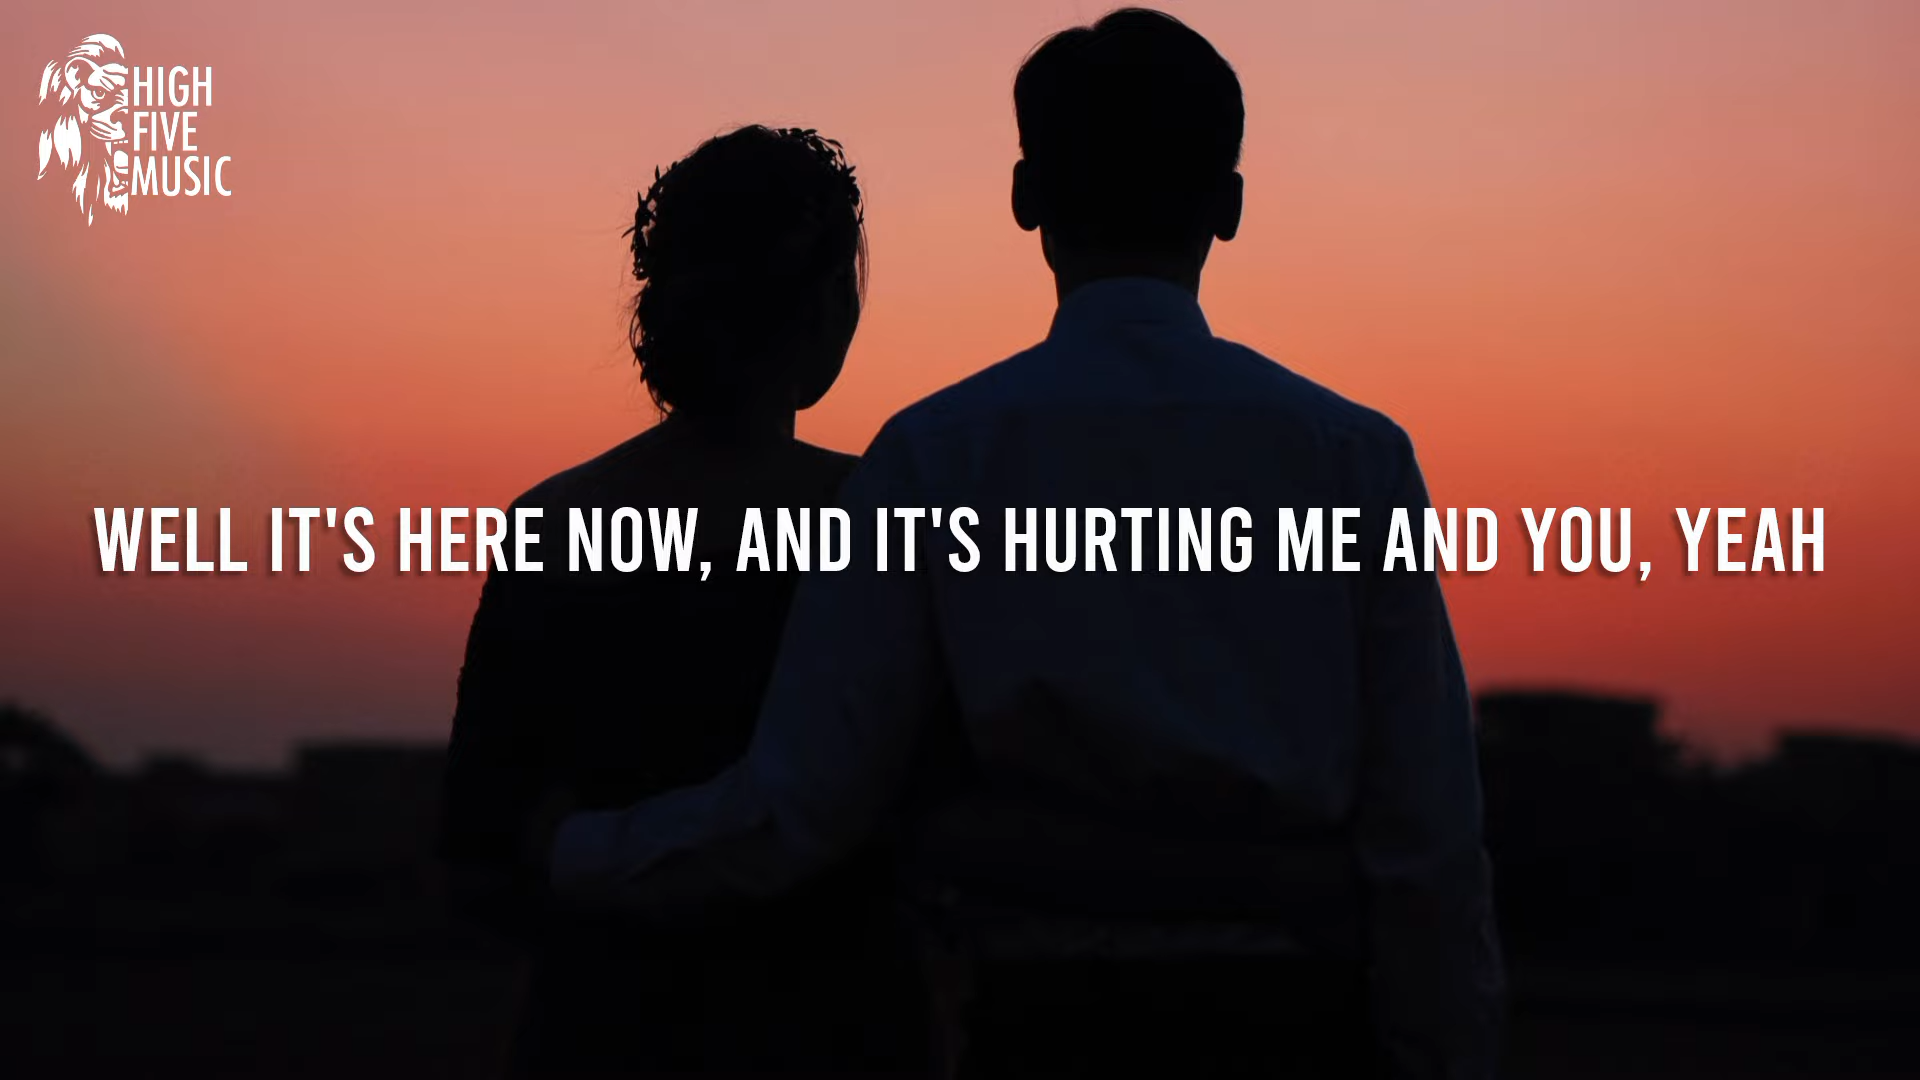 HIGH
FIVE
MUSIC
WELL IT'S HERE NOW, AND IT'S HURTING ME AND YOU, YEAH